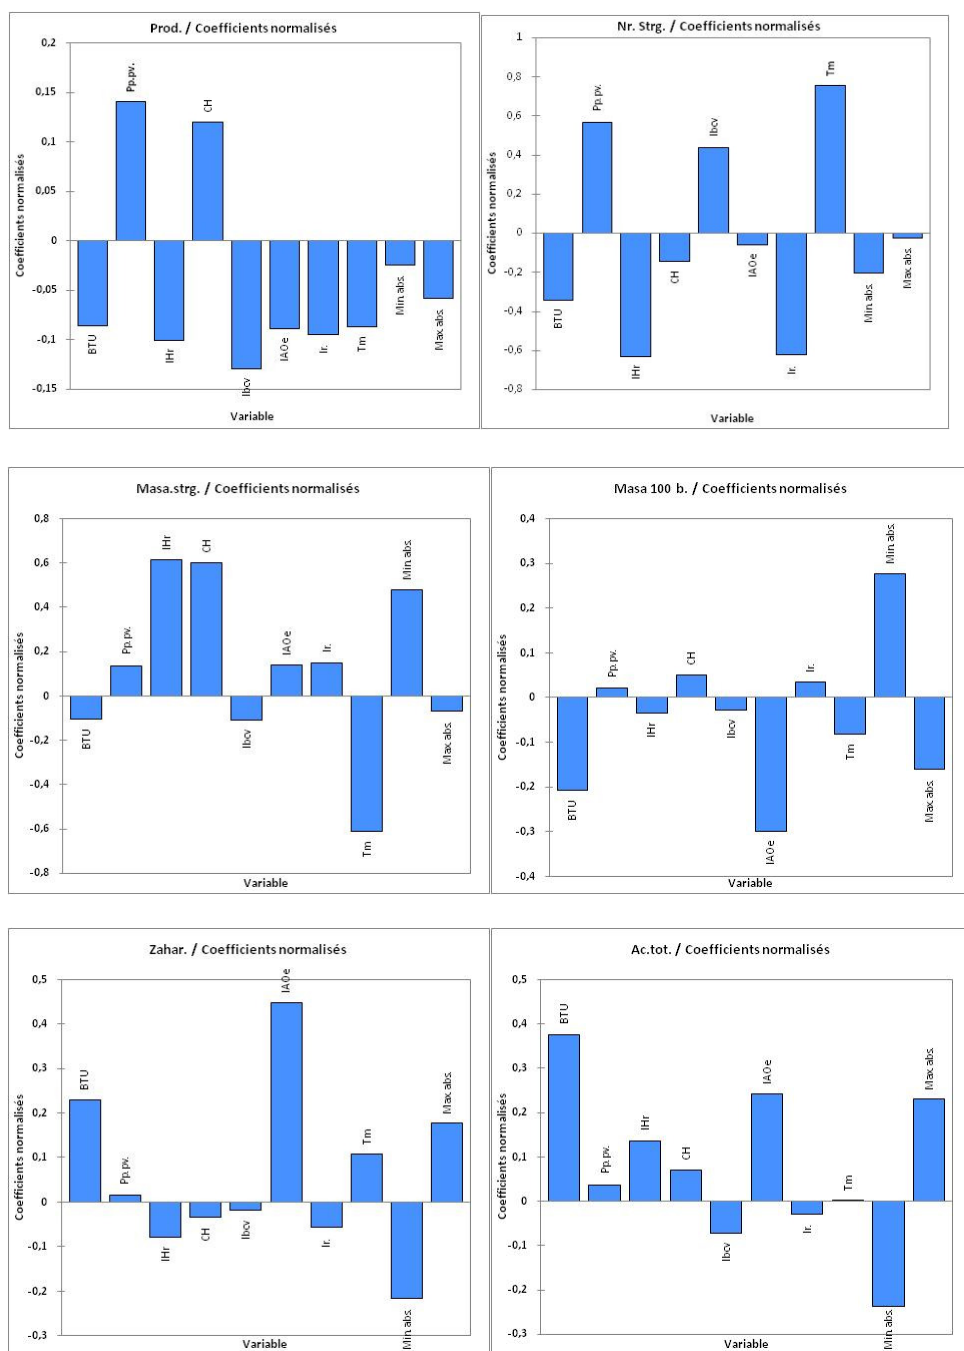 Prod. / Coefficients normalisés
0,2
0,15
0,1
0,05
0
-0,05
-0,1
-0,15
Coefficients normalisés
BTU
Pp.pv.
IHr
CH
Ibcv
IAOe
Ir.
Tm
Min. abs.
Max. abs.
Variable
Nr. Strg. / Coefficients normalisés
1
0,8
0,6
0,4
0,2
0
-0,2
-0,4
-0,6
-0,8
Coefficients normalisés
BTU
Pp.pv.
IHr
CH
Ibcv
IAOe
Ir.
Tm
Min. abs.
Max. abs.
Variable
Masa.strg. / Coefficients normalisés
0,8
0,6
0,4
0,2
0
-0,2
-0,4
-0,6
-0,8
Coefficients normalisés
BTU
Pp.pv.
IHr
CH
Ibcv
IAOe
Ir.
Tm
Min. abs.
Max. abs.
Variable
Masa 100 b. / Coefficients normalisés
0,4
0,3
0,2
0,1
0
-0,1
-0,2
-0,3
-0,4
Coefficients normalisés
BTU
Pp.pv.
IHr
CH
Ibcv
IAOe
Ir.
Tm
Min. abs.
Max. abs.
Variable
Zahar. / Coefficients normalisés
0,5
0,4
0,3
0,2
0,1
0
-0,1
-0,2
-0,3
Coefficients normalisés
BTU
Pp.pv.
IHr
CH
Ibcv
IAOe
Ir.
Tm
Min. abs.
Max. abs.
Variable
Ac.tot. / Coefficients normalisés
0,5
0,4
0,3
0,2
0,1
0
-0,1
-0,2
-0,3
Coefficients normalisés
BTU
Pp.pv.
IHr
CH
Ibcv
IAOe
Ir.
Tm
Min. abs.
Max. abs.
Variable